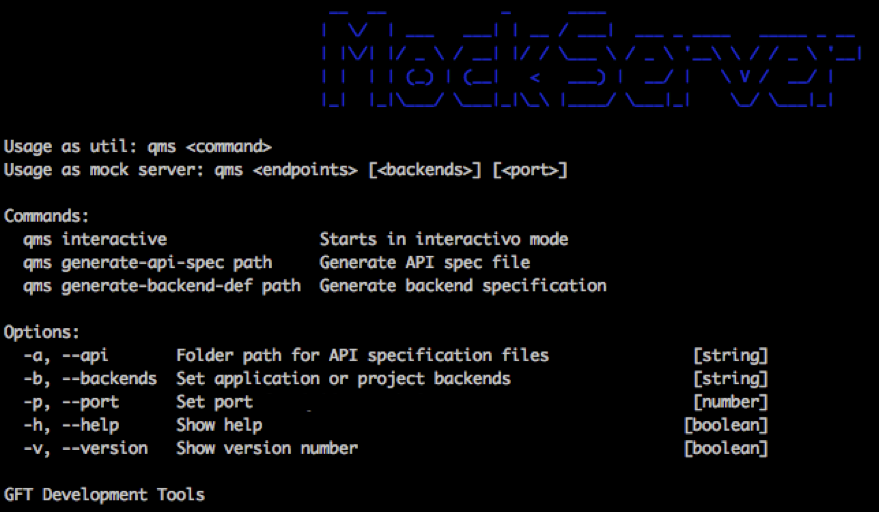 MockServer
Usage as util: qms <command>
Usage as mock server: qms <endpoints> [<backends>] [<port>]
Commands:
qms interactive Starts in interactivo mode
qms generate-api-spec path Generate API spec file
qms generate-backend-def path Generate backend specification
Options:
-a, --api Folder path for API specification files [string]
-b, --backends Set application or project backends [string]
-p, --port Set port [number]
-h, --help Show help [boolean]
-v, --version Show version number [boolean]
GFT Development Tools